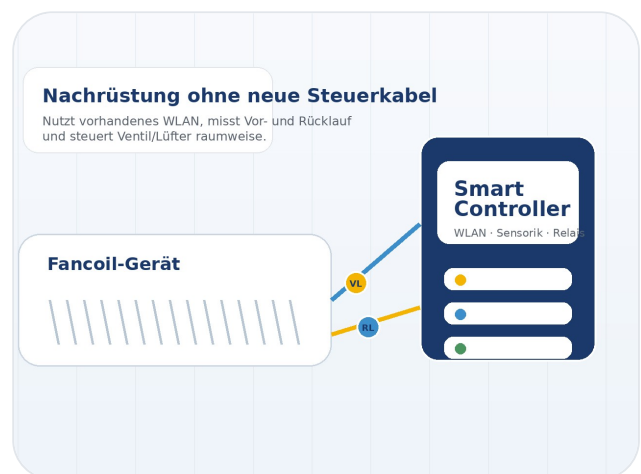 Nachrüstung ohne neue Steuerkabel
Nutzt vorhandenes WLAN, misst Vor- und Rücklauf
und steuert Ventil/Lüfter raumweise.
Smart
Controller
WLAN · Sensorik · Relais
Fancoil-Gerät
VL
RL